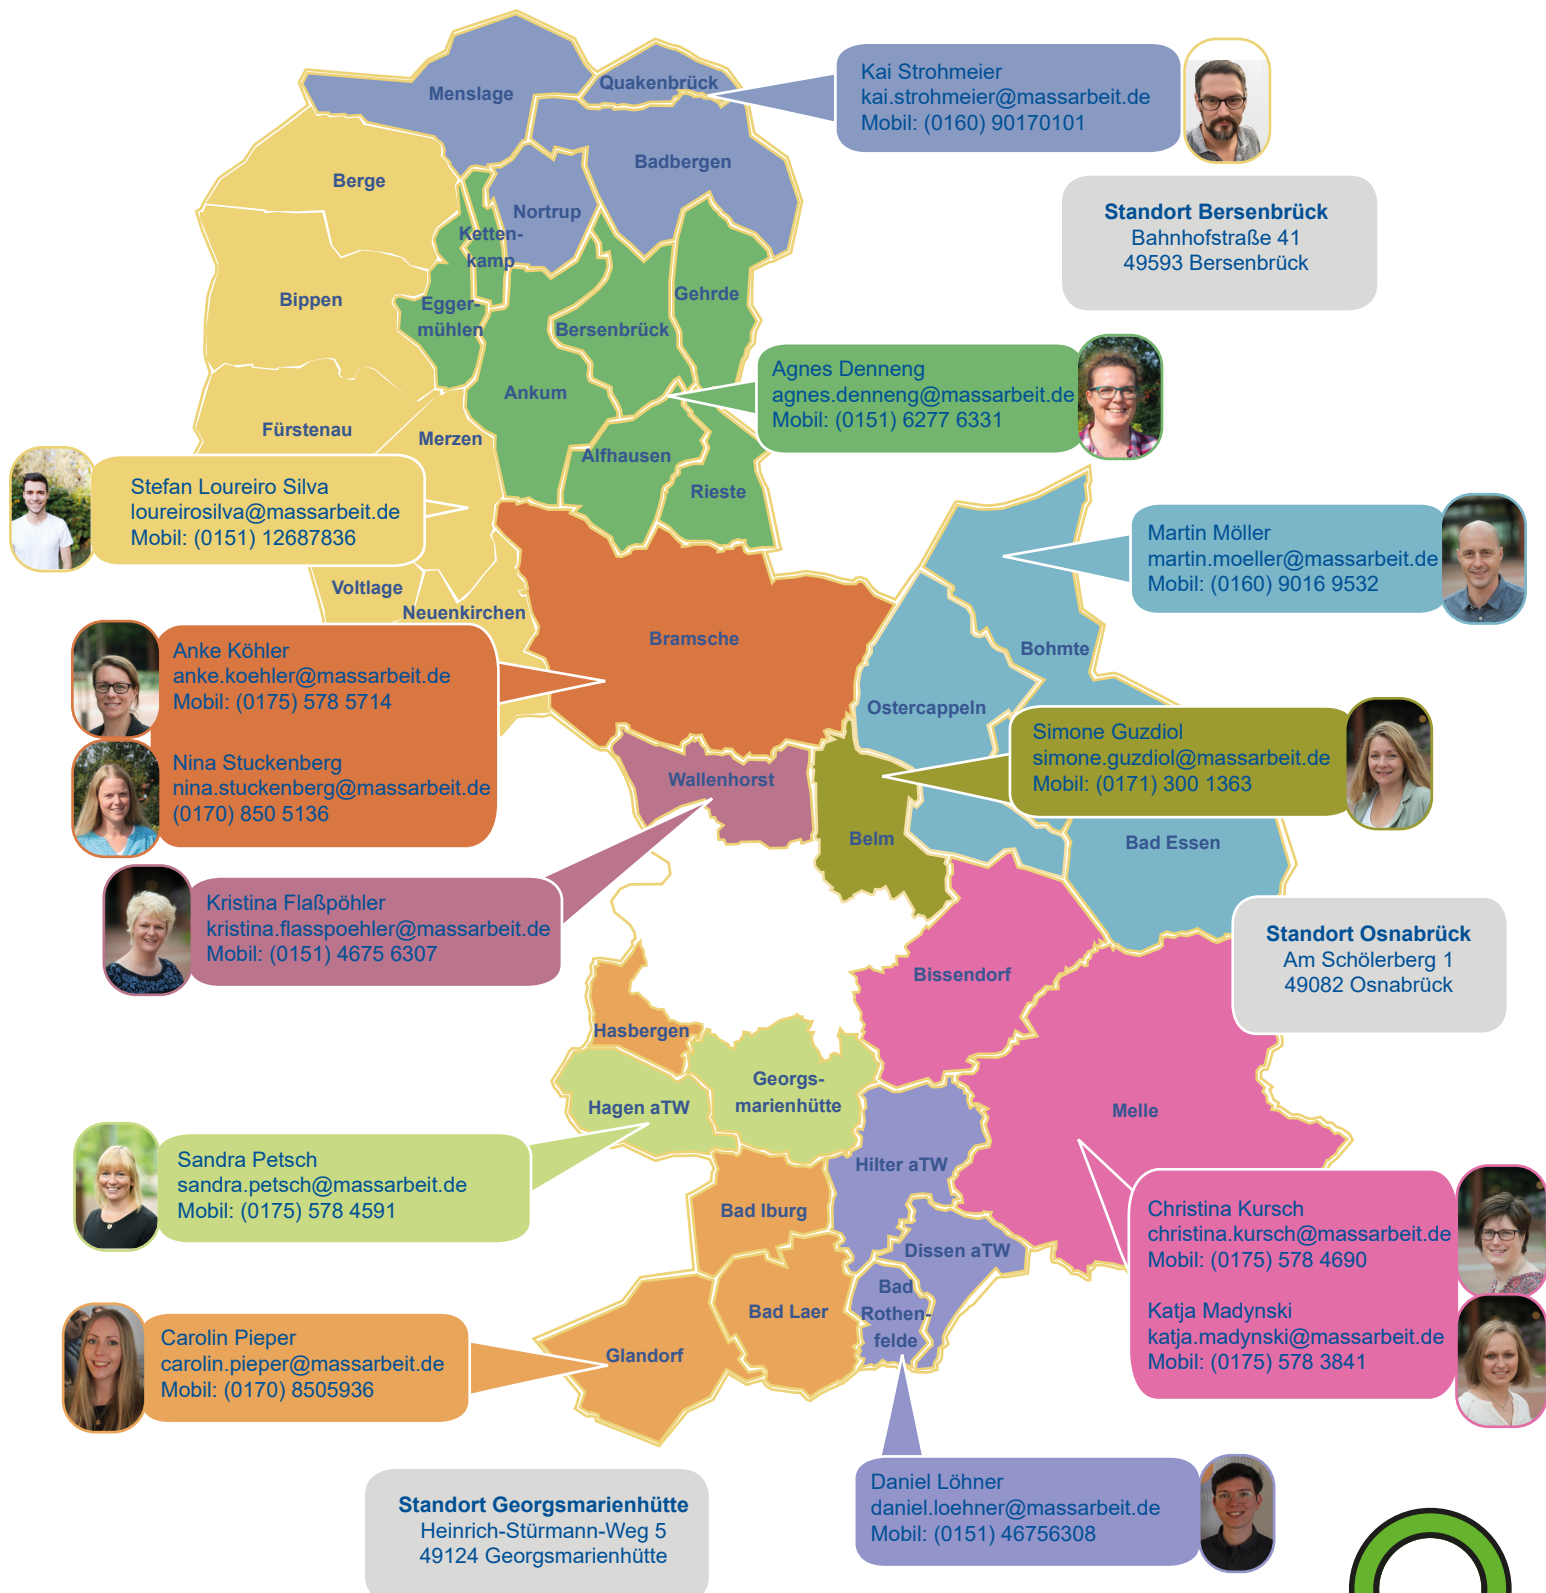 Menslage
Quakenbrück
Badbergen
Berge
Nortrup
Ketten-
kamp
Bippen
Egger-
mühlen
Bersenbrück
Gehrde
Ankum
Fürstenau
Merzen
Alfhausen
Rieste
Voltlage
Neuenkirchen
Bramsche
Bohmte
Ostercappeln
Wallenhorst
Belm
Bad Essen
Bissendorf
Hasbergen
Georgs-
marienhütte
Hagen aTW
Melle
Hilter aTW
Bad Iburg
Dissen aTW
Bad Laer
Bad
Rothen-
felde
Glandorf
Kai Strohmeier
kai.strohmeier@massarbeit.de
Mobil: (0160) 90170101
Standort Bersenbrück
Bahnhofstraße 41
49593 Bersenbrück
Agnes Denneng
agnes.denneng@massarbeit.de
Mobil: (0151) 6277 6331
Stefan Loureiro Silva
loureirosilva@massarbeit.de
Mobil: (0151) 12687836
Martin Möller
martin.moeller@massarbeit.de
Mobil: (0160) 9016 9532
Anke Köhler
anke.koehler@massarbeit.de
Mobil: (0175) 578 5714
Nina Stuckenberg
nina.stuckenberg@massarbeit.de
(0170) 850 5136
Simone Guzdiol
simone.guzdiol@massarbeit.de
Mobil: (0171) 300 1363
Kristina Flaßpöhler
kristina.flasspoehler@massarbeit.de
Mobil: (0151) 4675 6307
Standort Osnabrück
Am Schölerberg 1
49082 Osnabrück
Sandra Petsch
sandra.petsch@massarbeit.de
Mobil: (0175) 578 4591
Christina Kursch
christina.kursch@massarbeit.de
Mobil: (0175) 578 4690
Katja Madynski
katja.madynski@massarbeit.de
Mobil: (0175) 578 3841
Carolin Pieper
carolin.pieper@massarbeit.de
Mobil: (0170) 8505936
Daniel Löhner
daniel.loehner@massarbeit.de
Mobil: (0151) 46756308
Standort Georgsmarienhütte
Heinrich-Stürmann-Weg 5
49124 Georgsmarienhütte